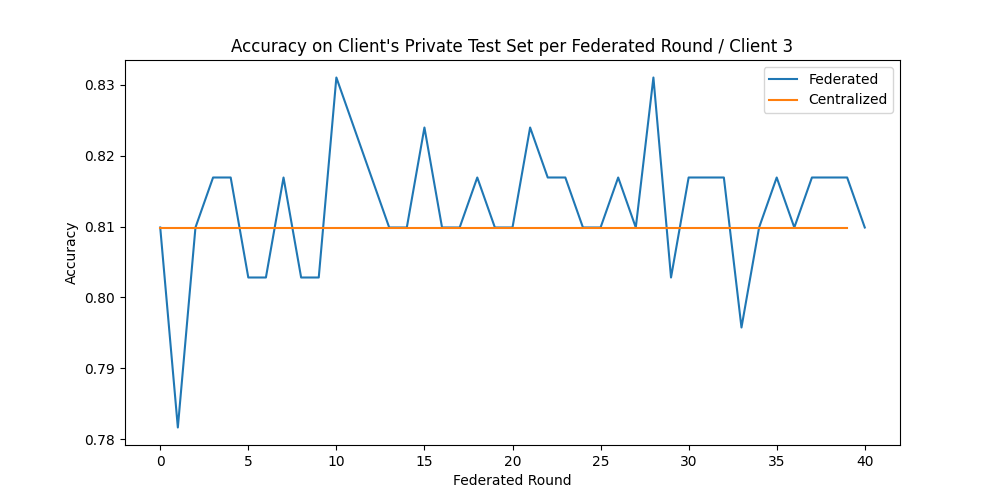 Accuracy on Client's Private Test Set per Federated Round / Client 3
Federated
Centralized
Accuracy
0.83
0.82
0.81
0.80
0.79
0.78
0 5 10 15 20 25 30 35 40
Federated Round